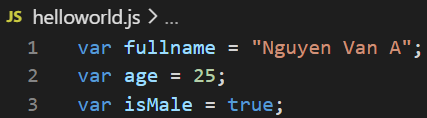 JS helloworld.js > ...
1 var fullname = "Nguyen Van A";
2 var age = 25;
3 var isMale = true;